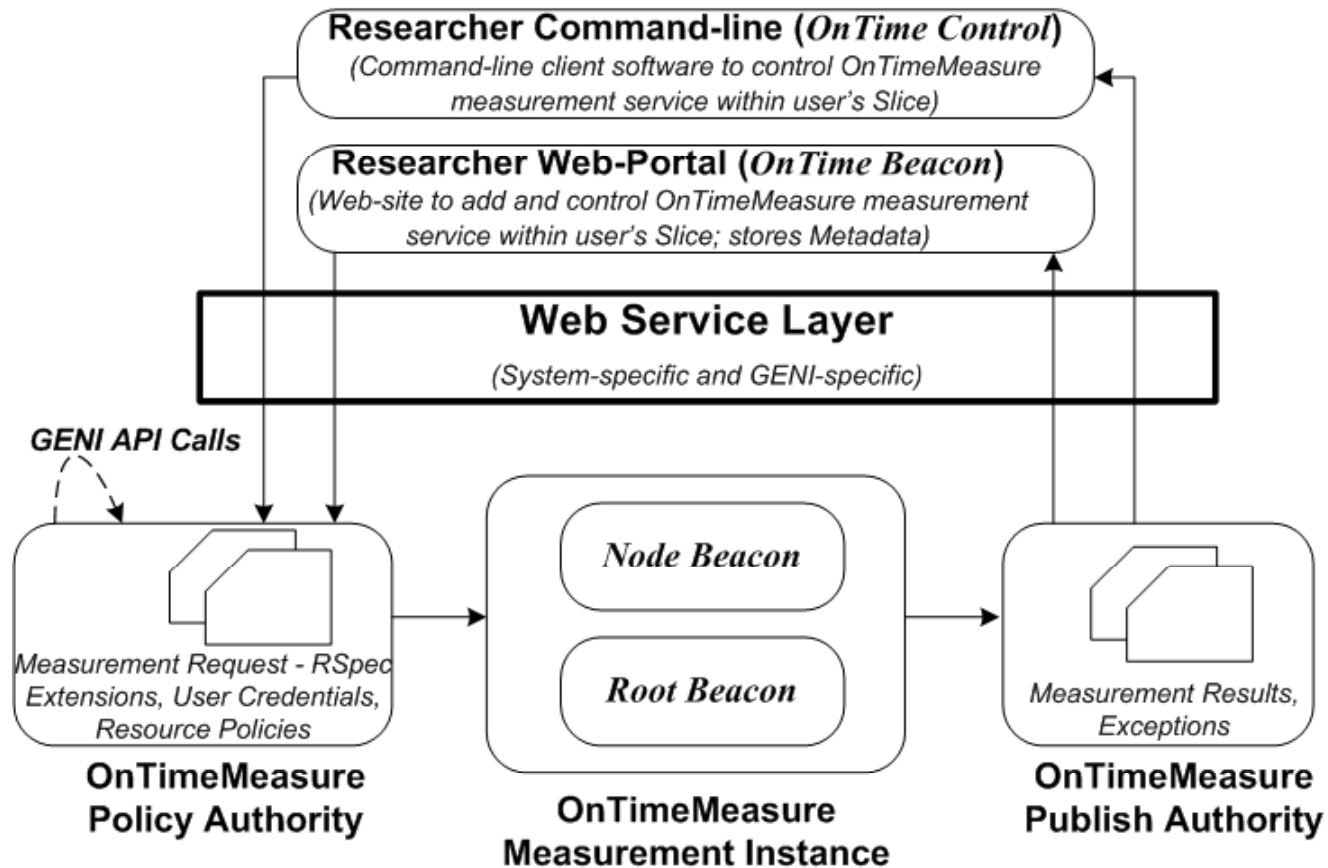 Researcher Command-line (OnTime Control)
(Command-line client software to control OnTimeMeasure
measurement service within user's Slice)
Researcher Web-Portal (OnTime Beacon)
(Web-site to add and control OnTimeMeasure measurement
service within user's Slice; stores Metadata)
Web Service Layer
(System-specific and GENI-specific)
GENI API Calls
Measurement Request - RSpec
Extensions, User Credentials,
Resource Policies
OnTimeMeasure
Policy Authority
Node Beacon
Root Beacon
OnTimeMeasure
Measurement Instance
Measurement Results,
Exceptions
OnTimeMeasure
Publish Authority